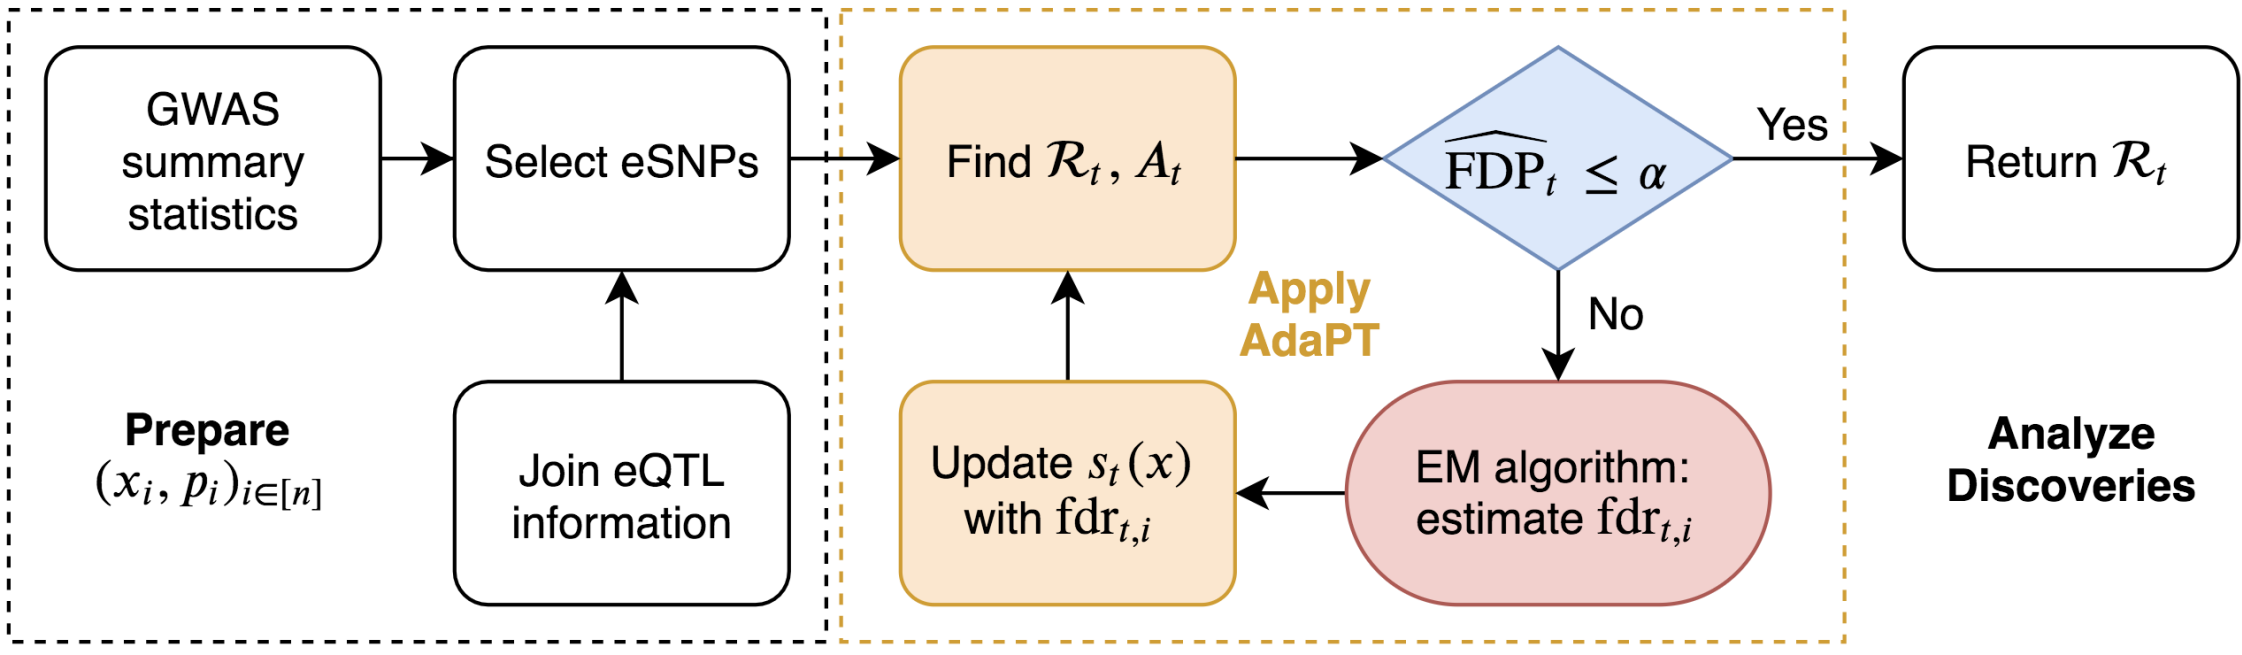 GWAS
summary
statistics
Select eSNPs
Prepare
(xᵢ, pᵢ)ᵢ∈[n]
Join eQTL
information
Find ℛₜ, Aₜ
F͡DPₜ ≤ α
Yes
No
Apply
AdaPT
Update sₜ(x)
with fdrₜ,ᵢ
EM algorithm:
estimate fdrₜ,ᵢ
Return ℛₜ
Analyze
Discoveries